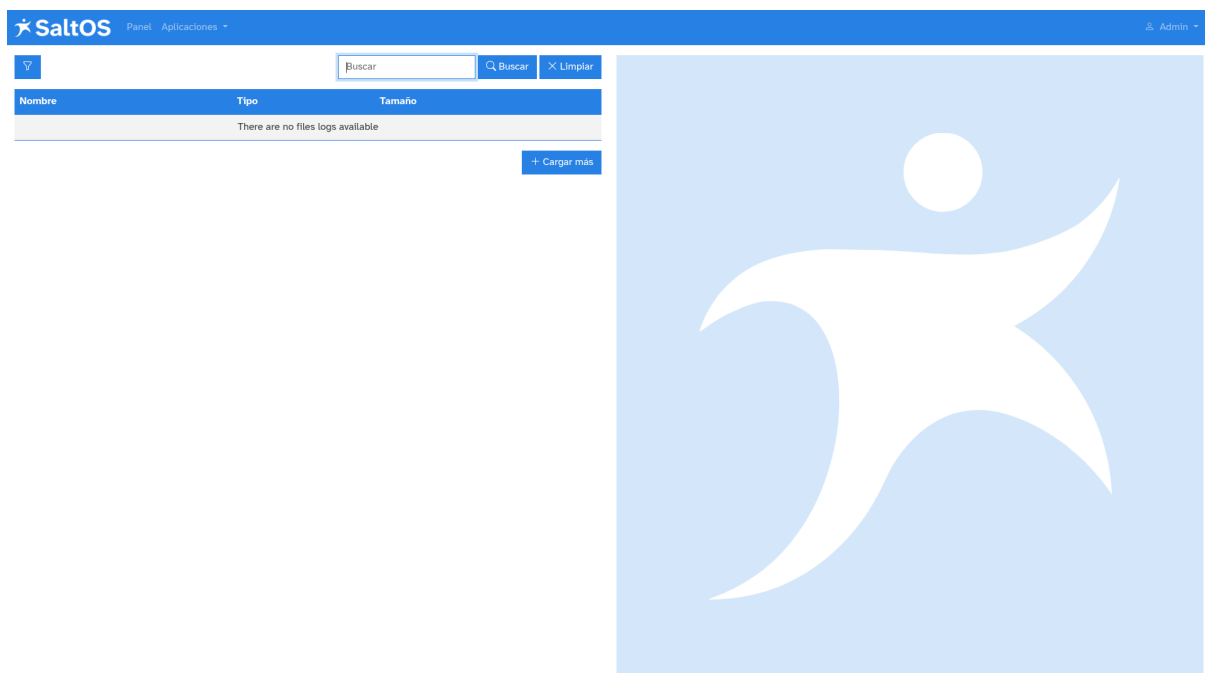 SaltOS Panel Aplicaciones Admin
Buscar Buscar Limpiar
Nombre Tipo Tamaño
There are no files logs available
+ Cargar más